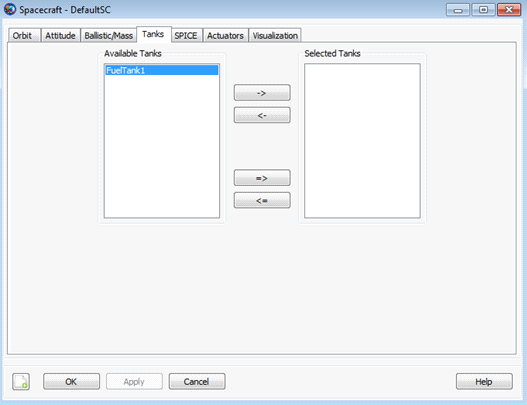 Spacecraft - DefaultSC
Orbit Attitude Ballistic/Mass Tanks SPICE Actuators Visualization
Available Tanks Selected Tanks
FuelTank1
->
<-
=>
<=
OK Apply Cancel Help